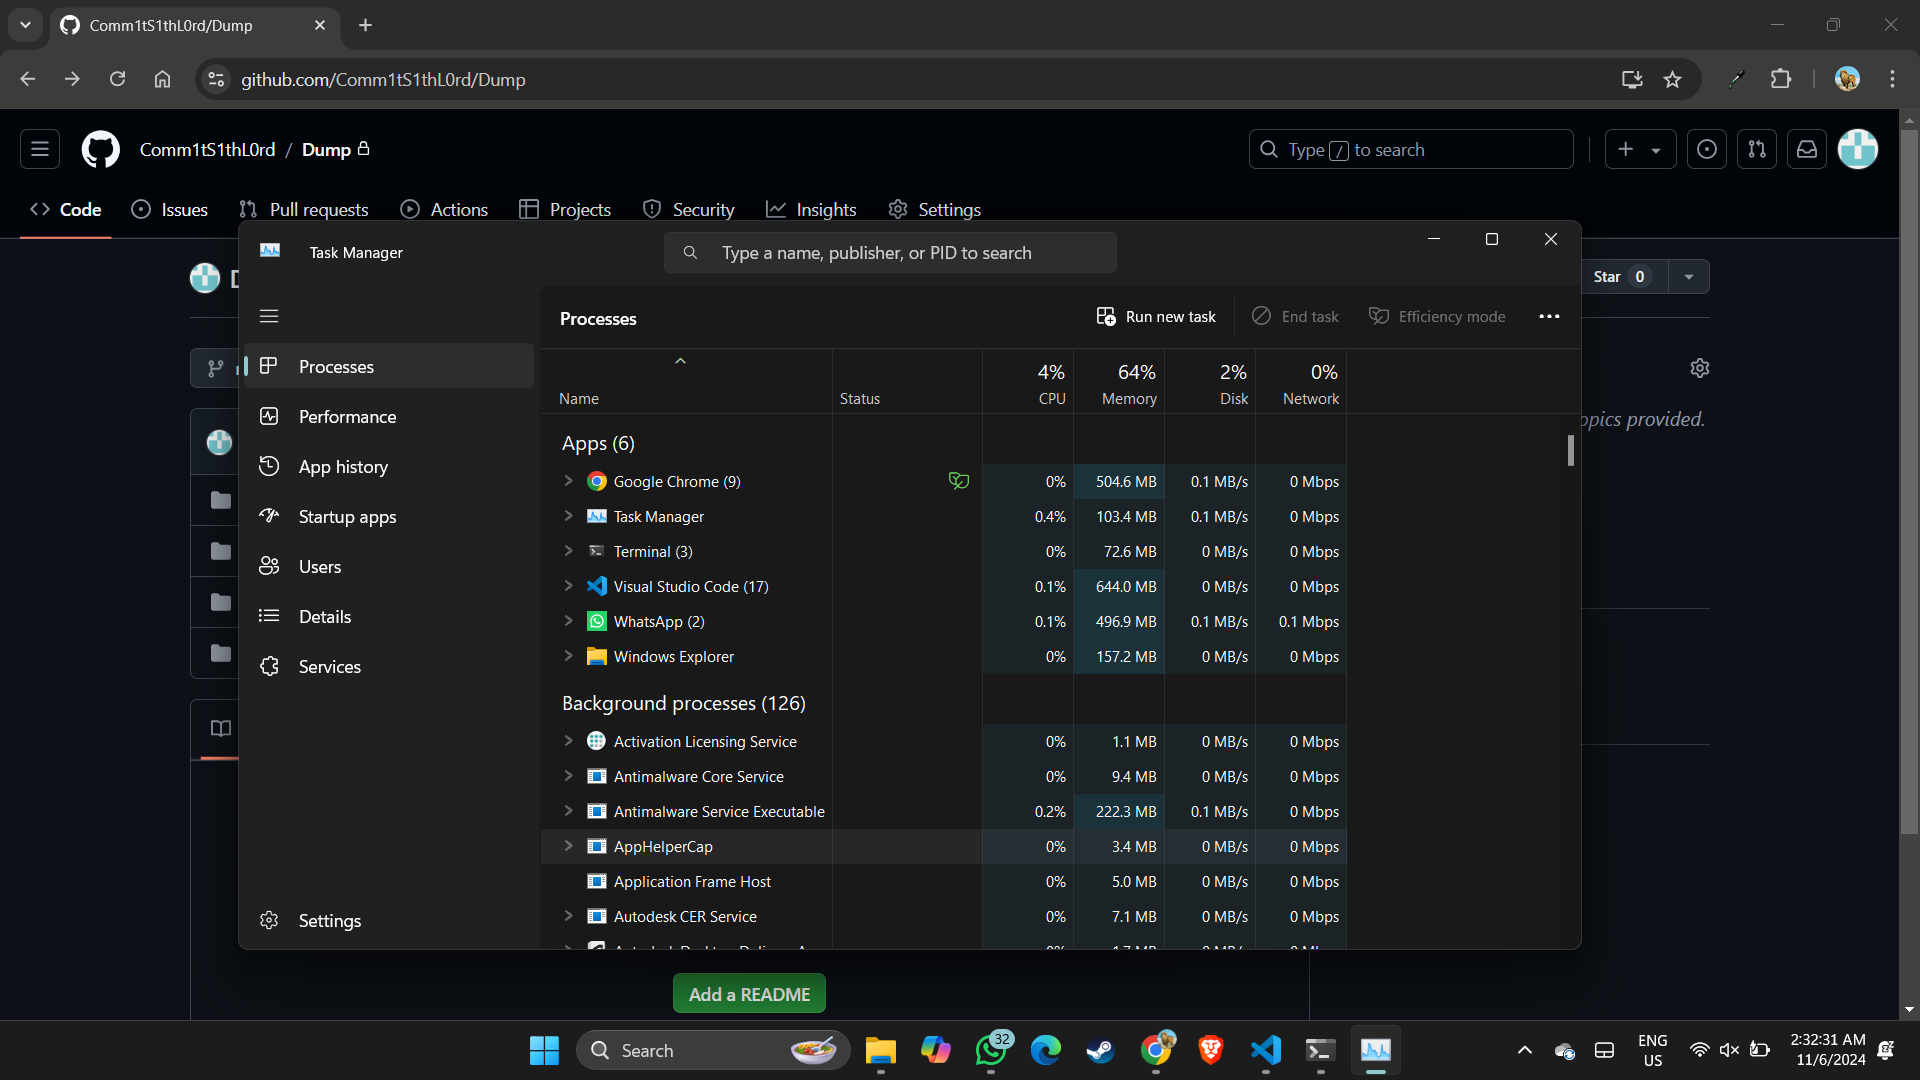 Comm1tS1thL0rd/Dump
github.com/Comm1tS1thL0rd/Dump
Comm1tS1thL0rd / Dump
Type / to search
Code Issues Pull requests Actions Projects Security Insights Settings
Task Manager
Type a name, publisher, or PID to search
Star 0
Processes
Run new task
End task
Efficiency mode
Processes
Performance
App history
Startup apps
Users
Details
Services
Settings
4% 64% 2% 0%
Name Status CPU Memory Disk Network
opics provided.
Apps (6)
Google Chrome (9) 0% 504.6 MB 0.1 MB/s 0 Mbps
Task Manager 0.4% 103.4 MB 0.1 MB/s 0 Mbps
Terminal (3) 0% 72.6 MB 0 MB/s 0 Mbps
Visual Studio Code (17) 0.1% 644.0 MB 0 MB/s 0 Mbps
WhatsApp (2) 0.1% 496.9 MB 0.1 MB/s 0.1 Mbps
Windows Explorer 0% 157.2 MB 0 MB/s 0 Mbps
Background processes (126)
Activation Licensing Service 0% 1.1 MB 0 MB/s 0 Mbps
Antimalware Core Service 0% 9.4 MB 0 MB/s 0 Mbps
Antimalware Service Executable 0.2% 222.3 MB 0.1 MB/s 0 Mbps
AppHelperCap 0% 3.4 MB 0 MB/s 0 Mbps
Application Frame Host 0% 5.0 MB 0 MB/s 0 Mbps
Autodesk CER Service 0% 7.1 MB 0 MB/s 0 Mbps
Add a README
Search
32
ENG
US
2:32:31 AM
11/6/2024